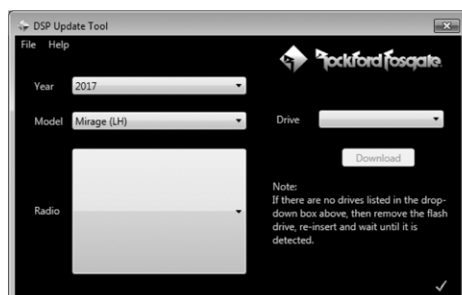 DSP Update Tool
File Help
Rockford Fosgate
Year 2017
Model Mirage (LH)
Drive
Download
Radio
Note:
If there are no drives listed in the drop-
down box above, then remove the flash
drive, re-insert and wait until it is
detected.